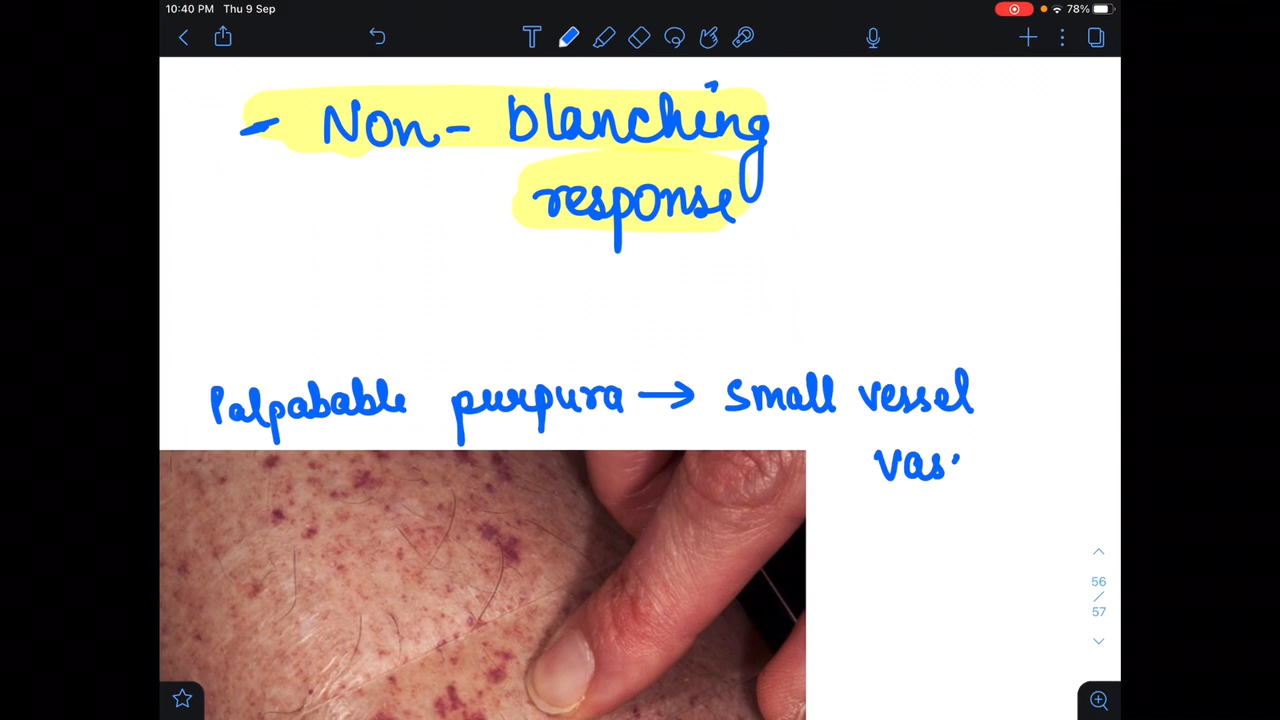 10:40 PM Thu 9 Sep
78%
T
- Non- blanching
response
Palpabable purpura → small vessel
vas
56
/
57